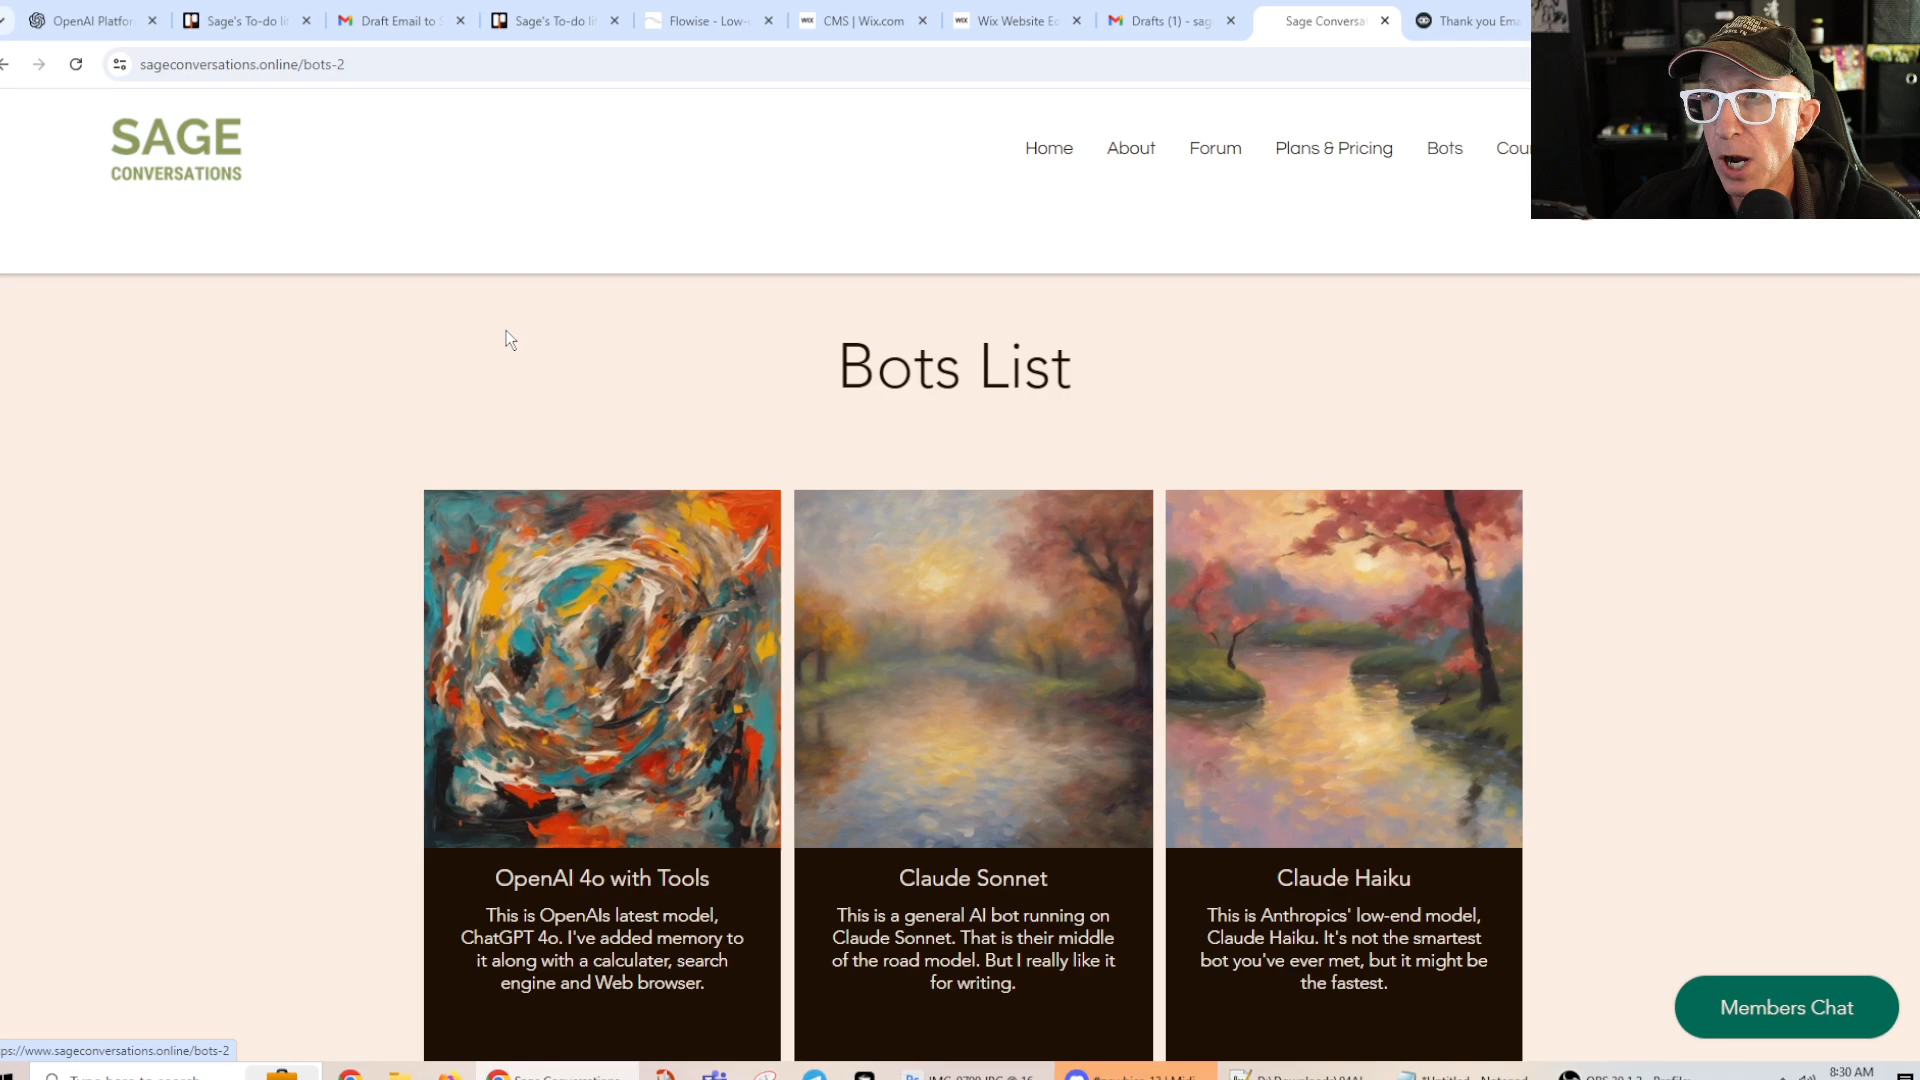 OpenAI Platfor
Sage's To-do li
Draft Email to S
Sage's To-do li
Flowise - Low-
CMS | Wix.com
Wix Website Ed
Drafts (1) - sag
Sage Conversa
Thank you Ema
sageconversations.online/bots-2
SAGE
CONVERSATIONS
Home
About
Forum
Plans & Pricing
Bots
Cour
Bots List
OpenAI 4o with Tools
This is OpenAIs latest model,
ChatGPT 4o. I've added memory to
it along with a calculater, search
engine and Web browser.
Claude Sonnet
This is a general AI bot running on
Claude Sonnet. That is their middle
of the road model. But I really like it
for writing.
Claude Haiku
This is Anthropics' low-end model,
Claude Haiku. It's not the smartest
bot you've ever met, but it might be
the fastest.
Members Chat
ps://www.sageconversations.online/bots-2
8:30 AM